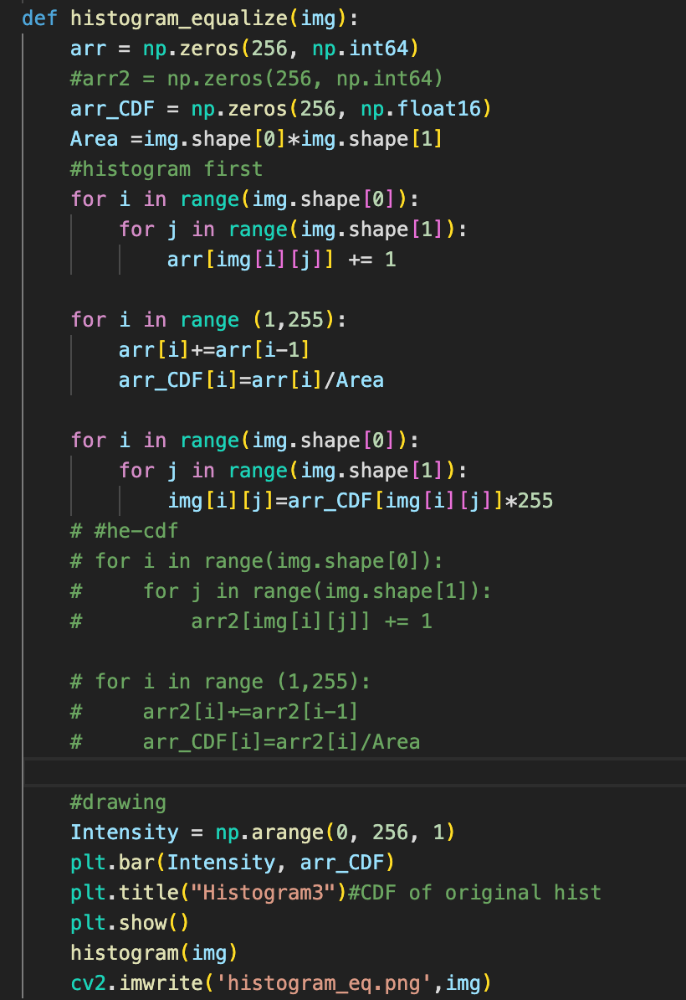 def histogram_equalize(img):
    arr = np.zeros(256, np.int64)
    #arr2 = np.zeros(256, np.int64)
    arr_CDF = np.zeros(256, np.float16)
    Area =img.shape[0]*img.shape[1]
    #histogram first
    for i in range(img.shape[0]):
        for j in range(img.shape[1]):
            arr[img[i][j]] += 1

    for i in range (1,255):
        arr[i]+=arr[i-1]
        arr_CDF[i]=arr[i]/Area

    for i in range(img.shape[0]):
        for j in range(img.shape[1]):
            img[i][j]=arr_CDF[img[i][j]]*255
    # #he-cdf
    # for i in range(img.shape[0]):
    #     for j in range(img.shape[1]):
    #         arr2[img[i][j]] += 1

    # for i in range (1,255):
    #     arr2[i]+=arr2[i-1]
    #     arr_CDF[i]=arr2[i]/Area

    #drawing
    Intensity = np.arange(0, 256, 1)
    plt.bar(Intensity, arr_CDF)
    plt.title("Histogram3")#CDF of original hist
    plt.show()
    histogram(img)
    cv2.imwrite('histogram_eq.png',img)